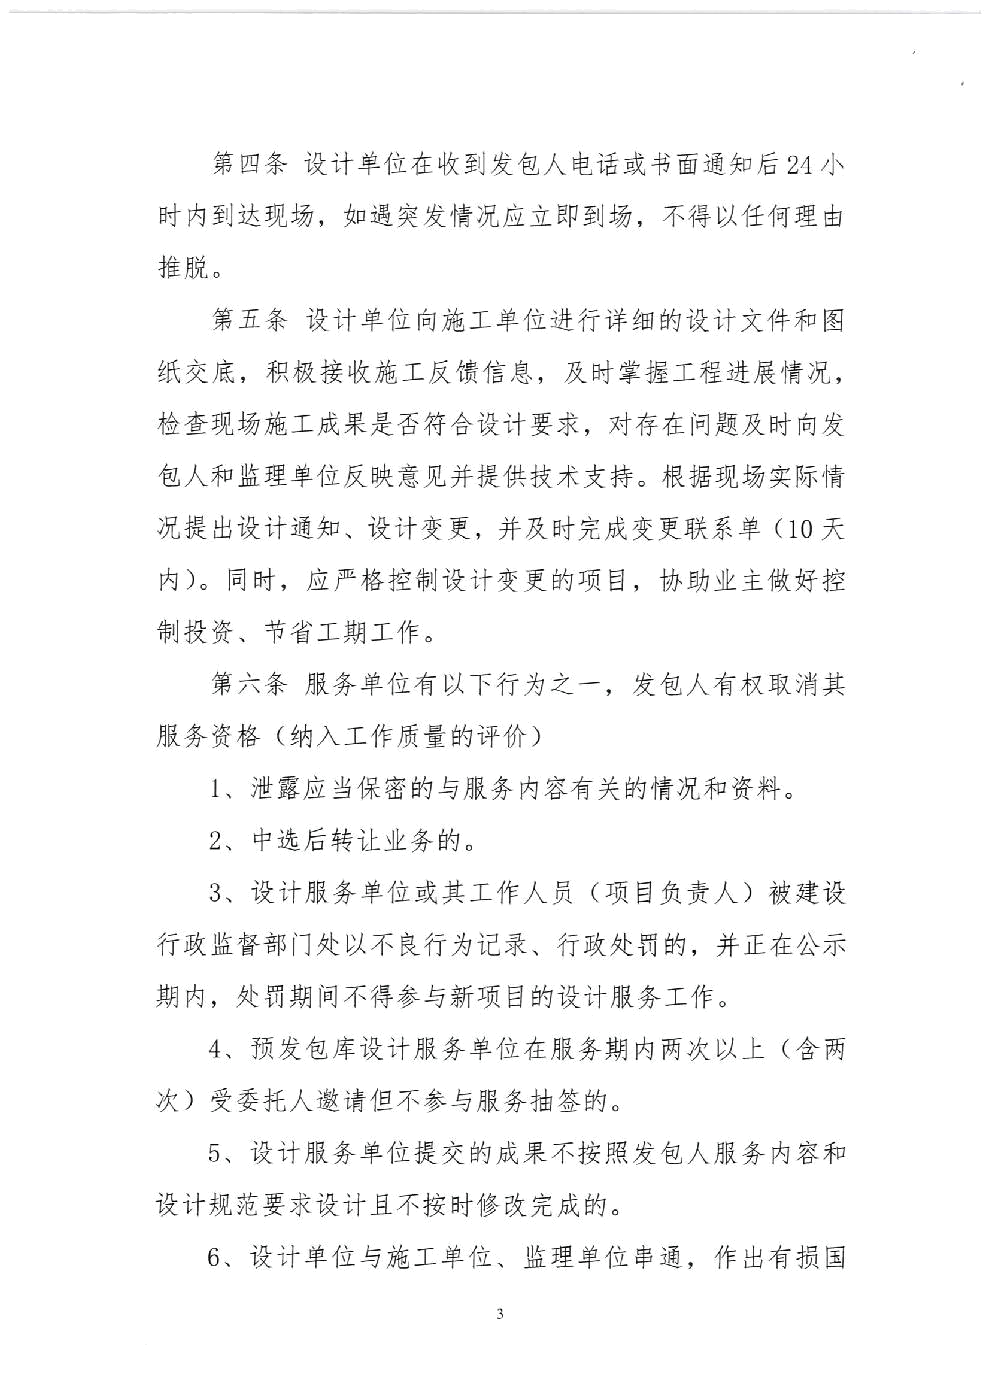 第四条 设计单位在收到发包人电话或书面通知后24小
时内到达现场，如遇突发情况应立即到场，不得以任何理由
推脱。
第五条 设计单位向施工单位进行详细的设计文件和图
纸交底，积极接收施工反馈信息，及时掌握工程进展情况，
检查现场施工成果是否符合设计要求，对存在问题及时向发
包人和监理单位反映意见并提供技术支持。根据现场实际情
况提出设计通知、设计变更，并及时完成变更联系单（10天
内）。同时，应严格控制设计变更的项目，协助业主做好控
制投资、节省工期工作。
第六条 服务单位有以下行为之一，发包人有权取消其
服务资格（纳入工作质量的评价）
1、泄露应当保密的与服务内容有关的情况和资料。
2、中选后转让业务的。
3、设计服务单位或其工作人员（项目负责人）被建设
行政监督部门处以不良行为记录、行政处罚的，并正在公示
期内，处罚期间不得参与新项目的设计服务工作。
4、预发包库设计服务单位在服务期内两次以上（含两
次）受委托人邀请但不参与服务抽签的。
5、设计服务单位提交的成果不按照发包人服务内容和
设计规范要求设计且不按时修改完成的。
6、设计单位与施工单位、监理单位串通，作出有损国
3